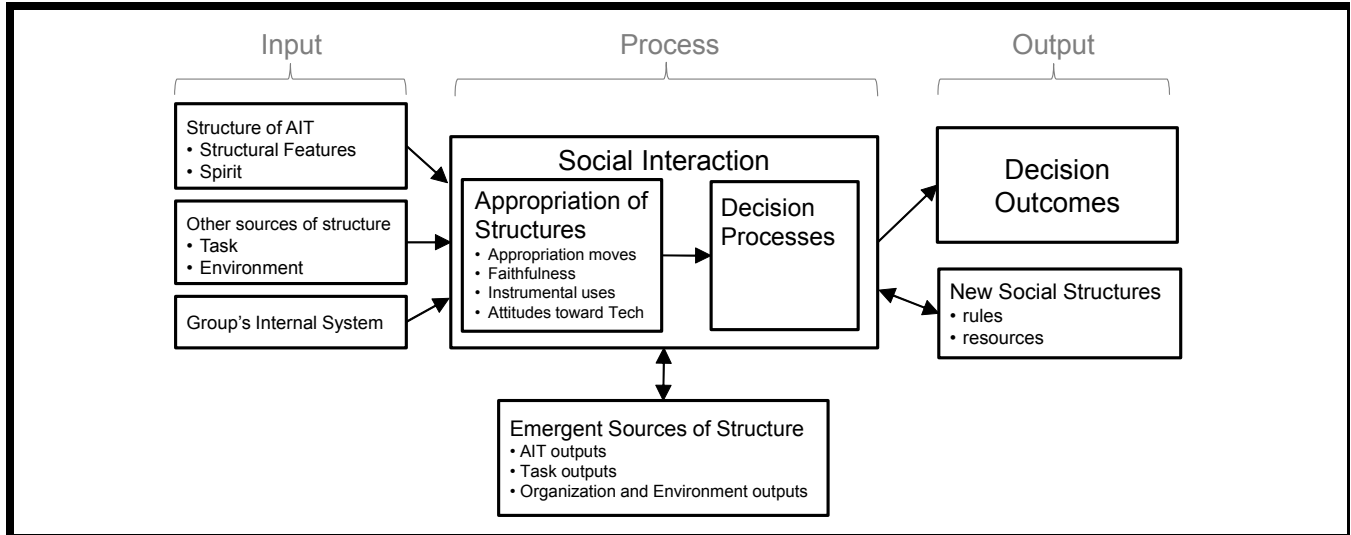 Input
Process
Output
Structure of AIT
• Structural Features
• Spirit
Other sources of structure
• Task
• Environment
Group's Internal System
Social Interaction
Appropriation of
Structures
• Appropriation moves
• Faithfulness
• Instrumental uses
• Attitudes toward Tech
Decision
Processes
Decision
Outcomes
New Social Structures
• rules
• resources
Emergent Sources of Structure
• AIT outputs
• Task outputs
• Organization and Environment outputs